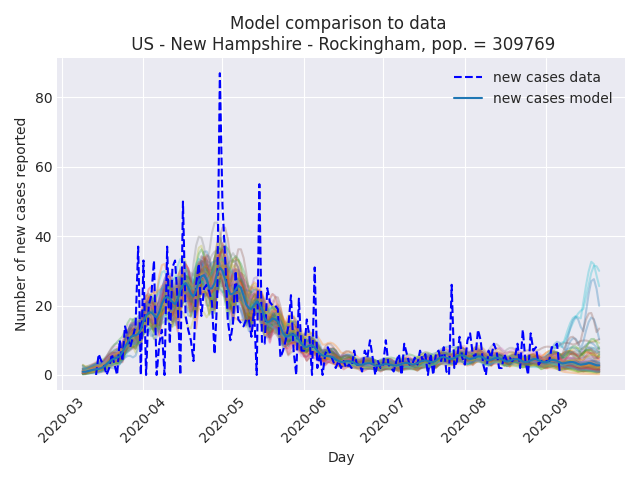 Model comparison to data
US - New Hampshire - Rockingham, pop. = 309769
new cases data
new cases model
Number of new cases reported
80
60
40
20
0
2020-03
2020-04
2020-05
2020-06
2020-07
2020-08
2020-09
Day